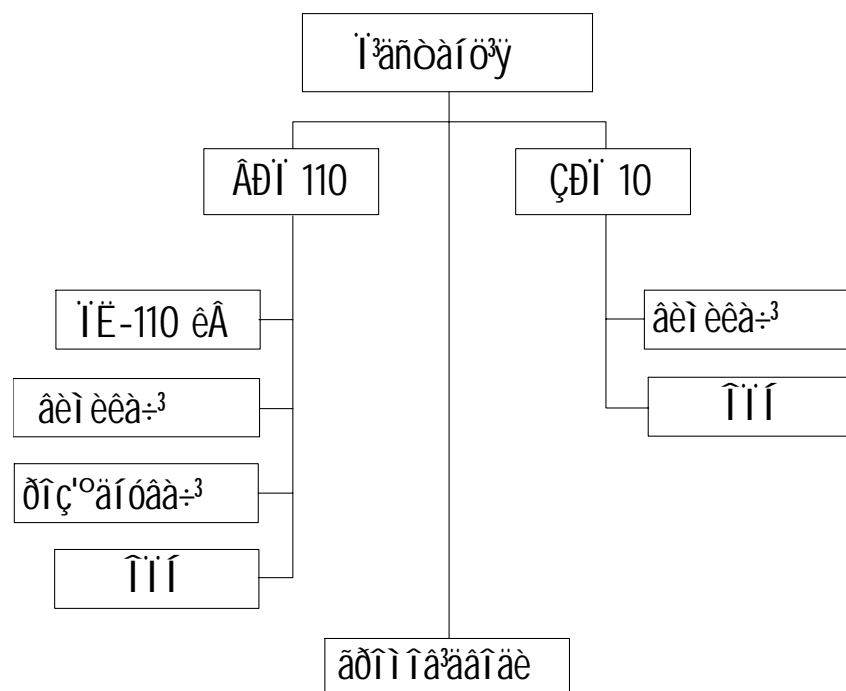 Ï³äñòàíö³ÿ
ÂÐÏ 110
ÇÐÏ 10
ÏË-110 êÂ
âèìèêà÷³
ðîç'ºäíóâà÷³
ÎÏÍ
âèìèêà÷³
ÎÏÍ
ãðîìîâ³äâîäè